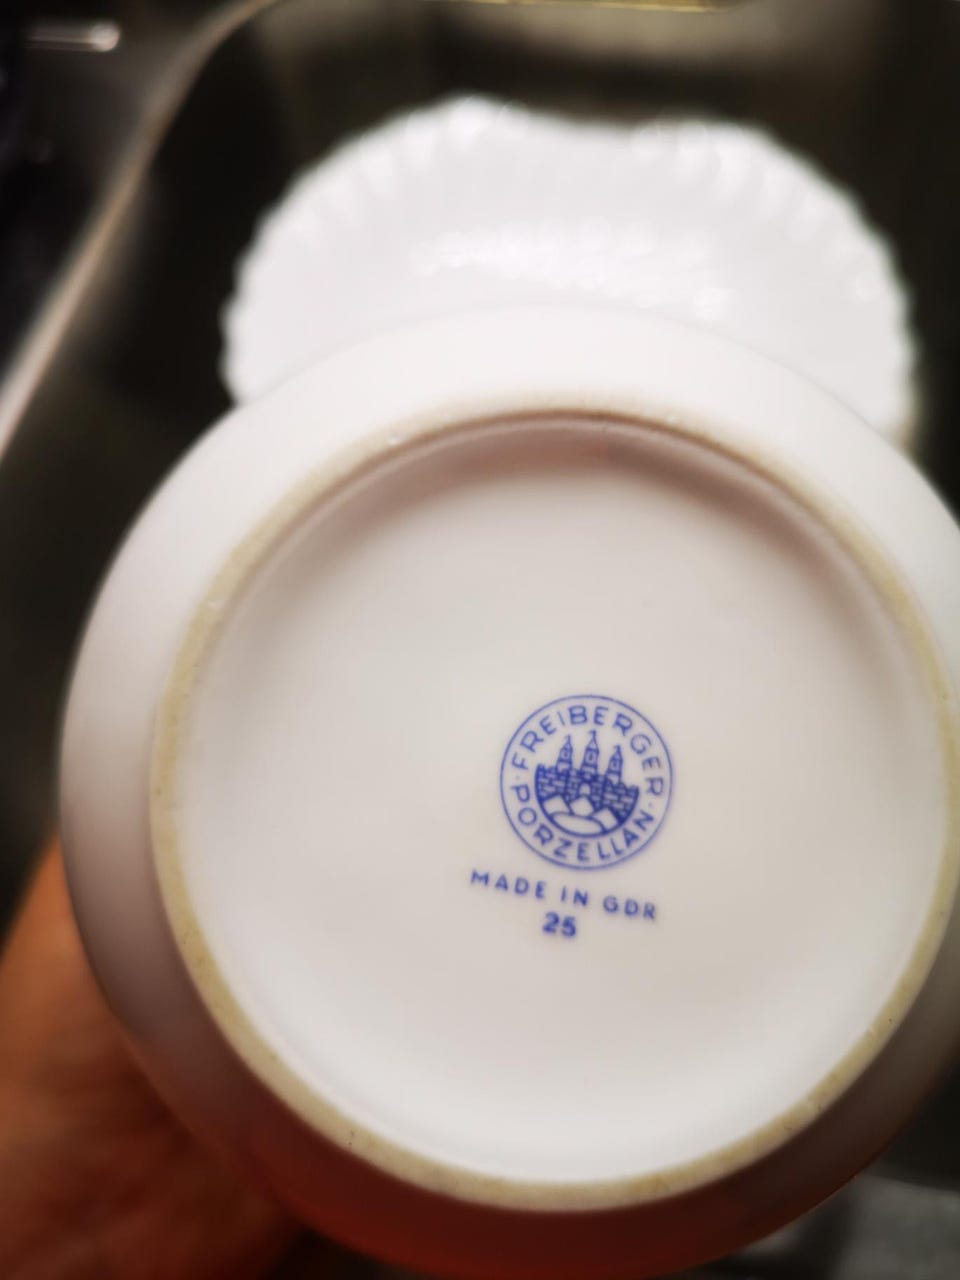 FREIBERGER
PORZELLAN
MADE IN GDR
25